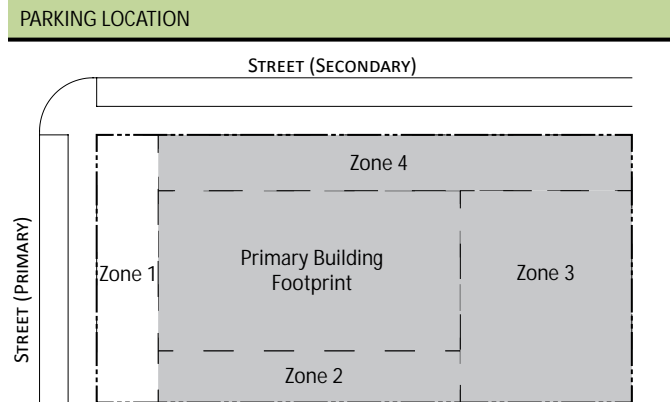 PARKING LOCATION
STREET (SECONDARY)
Zone 4
STREET (PRIMARY)
Zone 1
Primary Building
Footprint
Zone 3
Zone 2